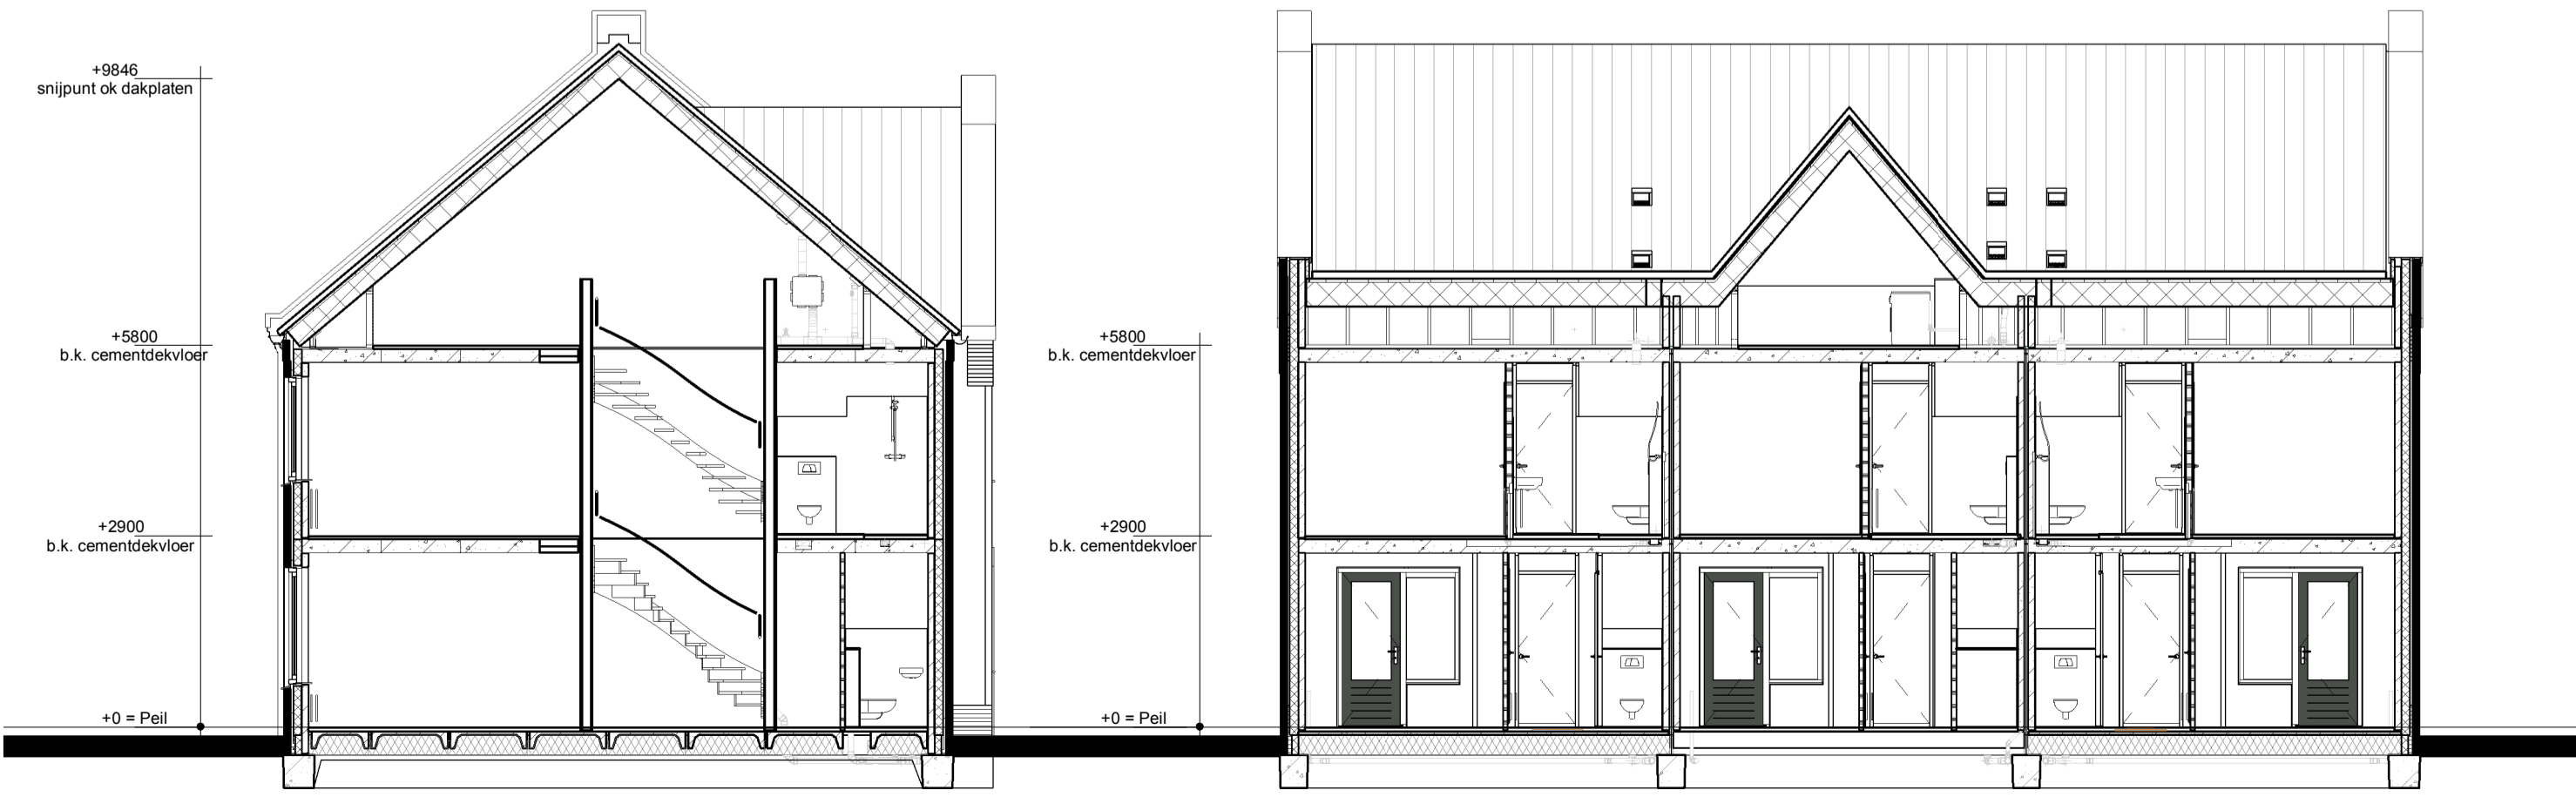 +9846
snijpunt ok dakplaten
+5800
b.k. cementdekvloer
+2900
b.k. cementdekvloer
+0 = Peil
+5800
b.k. cementdekvloer
+2900
b.k. cementdekvloer
+0 = Peil